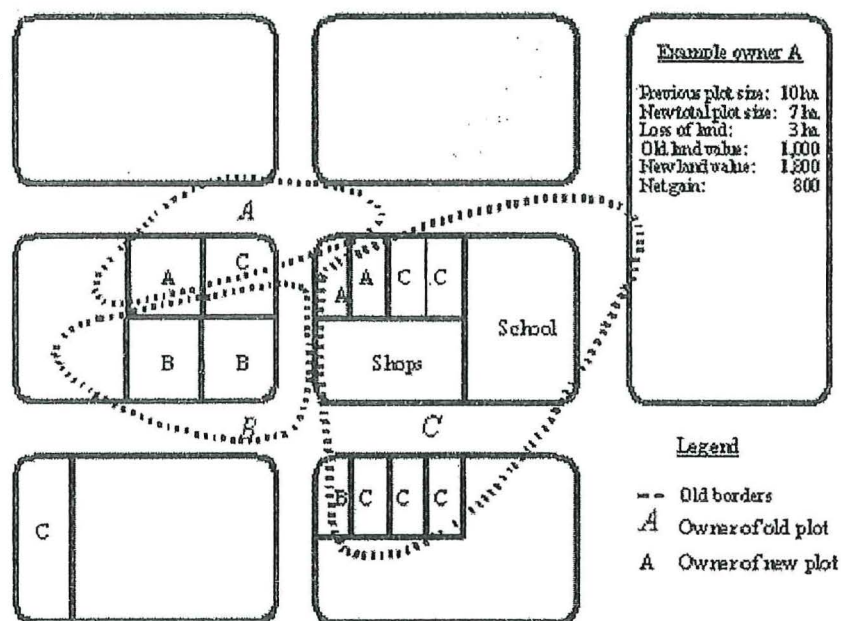 Example owner A
Previous plot size: 10 ha
New total plot size: 7 ha
Loss of land: 3 ha
Old land value: 1,000
New land value: 1,800
Net gain: 800
A
A C
A A C C
School
B B
Shops
B C
B C C C
C
Legend
Old borders
A Owner of old plot
A Owner of new plot